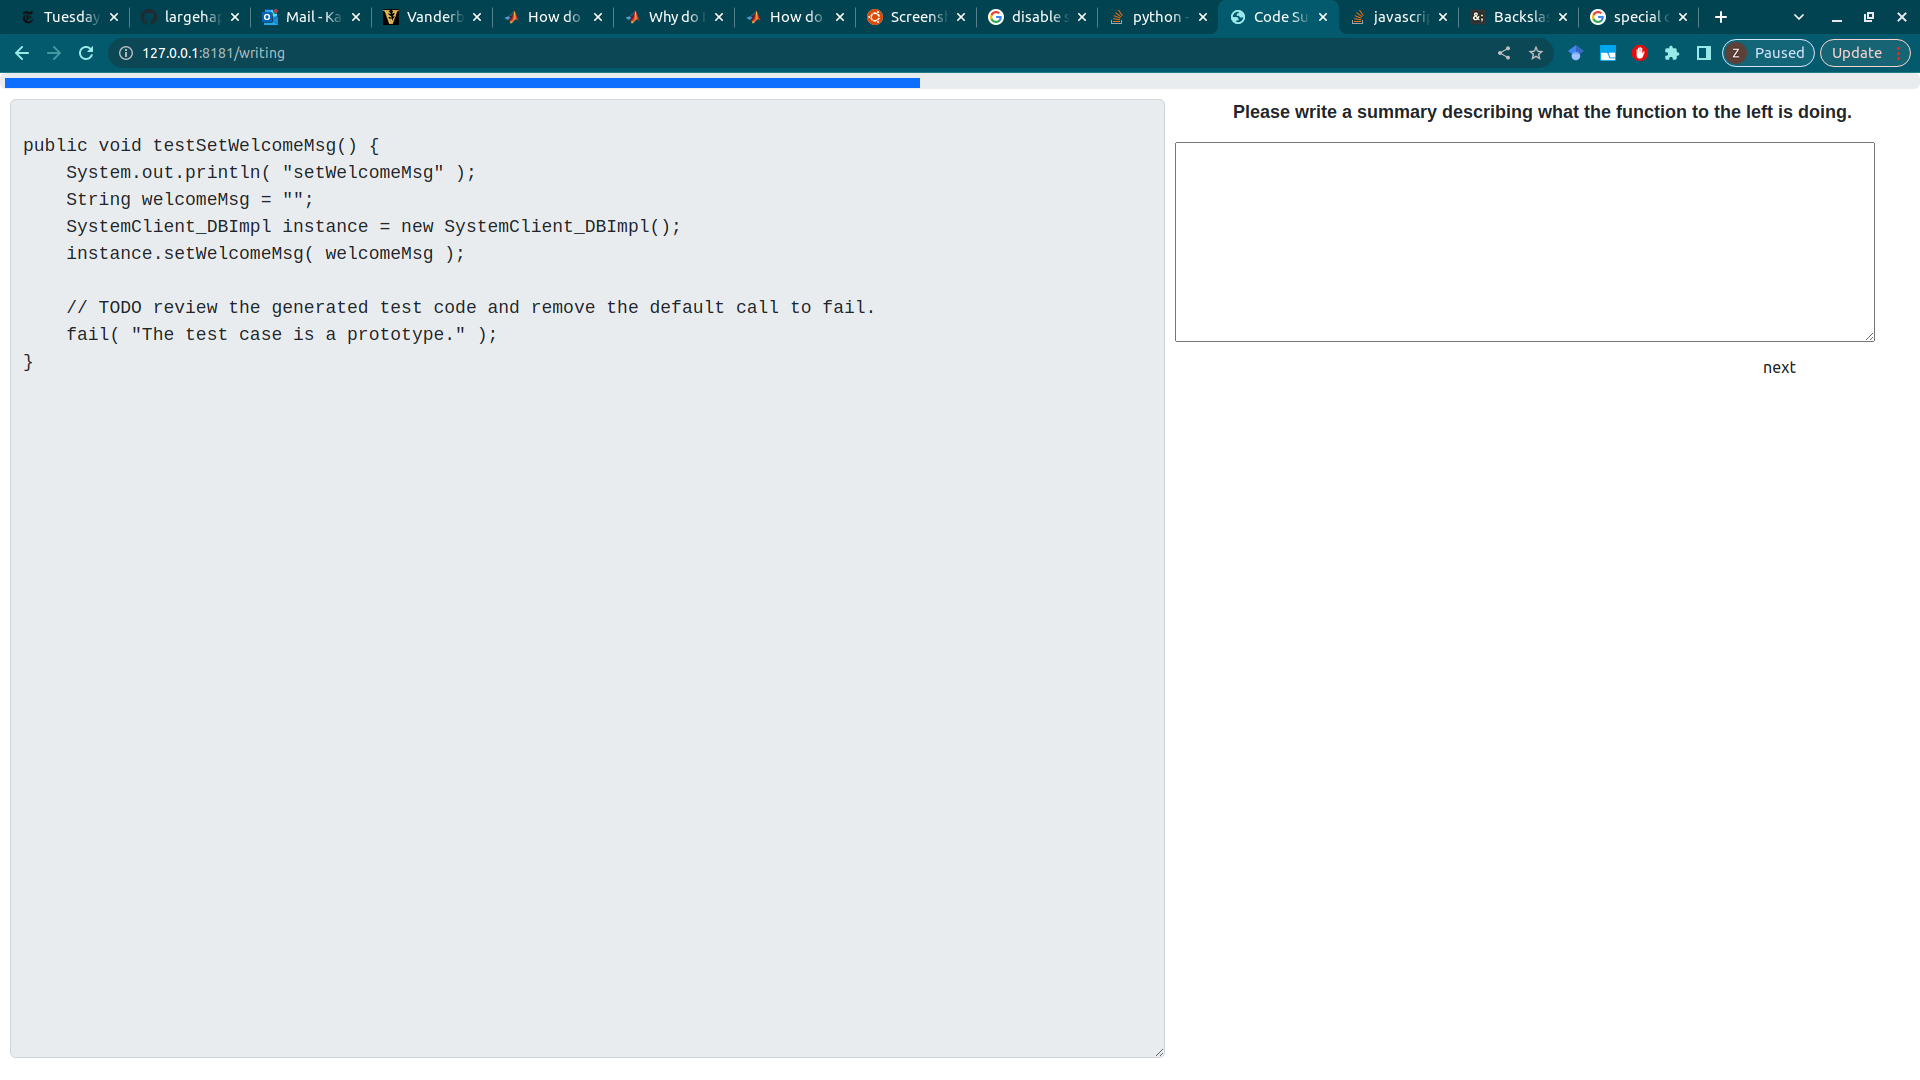 Tuesday
largehap
Mail - Ka
Vanderb
How do
Why do
How do
Screens
disable s
python -
Code Su
javascri
Backsla
special c
127.0.0.1:8181/writing
Z Paused
Update
public void testSetWelcomeMsg() {
System.out.println( "setWelcomeMsg" );
String welcomeMsg = "";
SystemClient_DBImpl instance = new SystemClient_DBImpl();
instance.setWelcomeMsg( welcomeMsg );
// TODO review the generated test code and remove the default call to fail.
fail( "The test case is a prototype." );
}
Please write a summary describing what the function to the left is doing.
next